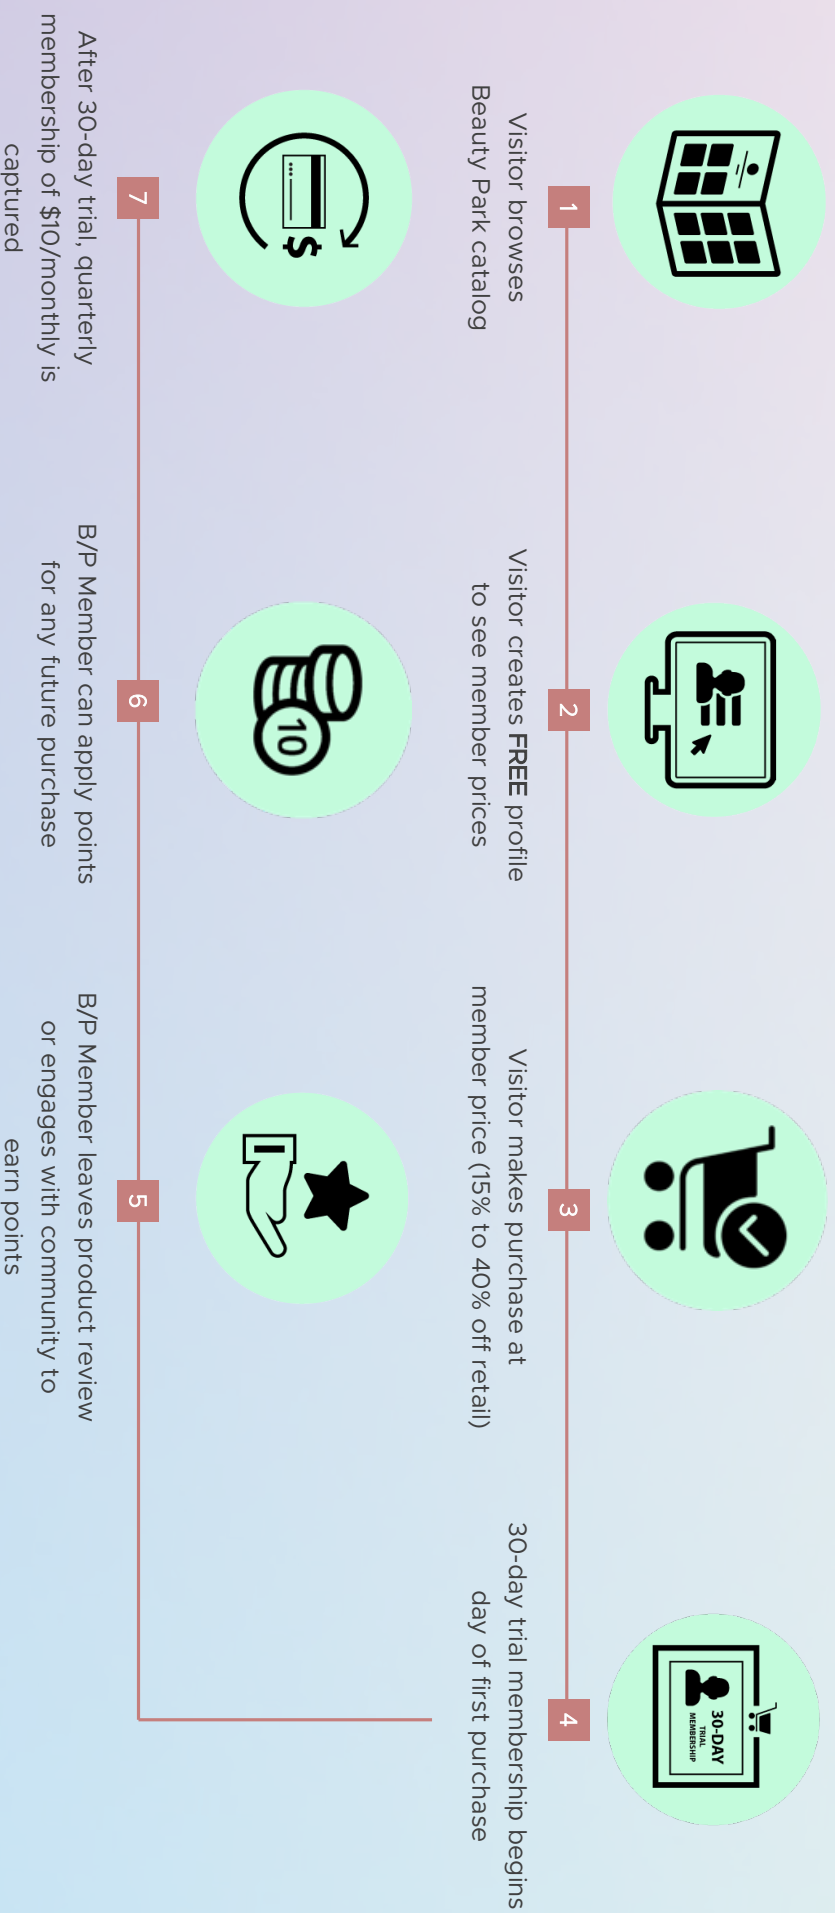 1
Visitor browses
Beauty Park catalog
2
Visitor creates FREE profile
to see member prices
3
Visitor makes purchase at
member price (15% to 40% off retail)
30-DAY
TRIAL
MEMBERSHIP
4
30-day trial membership begins
day of first purchase
$
7
After 30-day trial, quarterly
membership of $10/monthly is
captured
10
6
B/P Member can apply points
for any future purchase
5
B/P Member leaves product review
or engages with community to
earn points